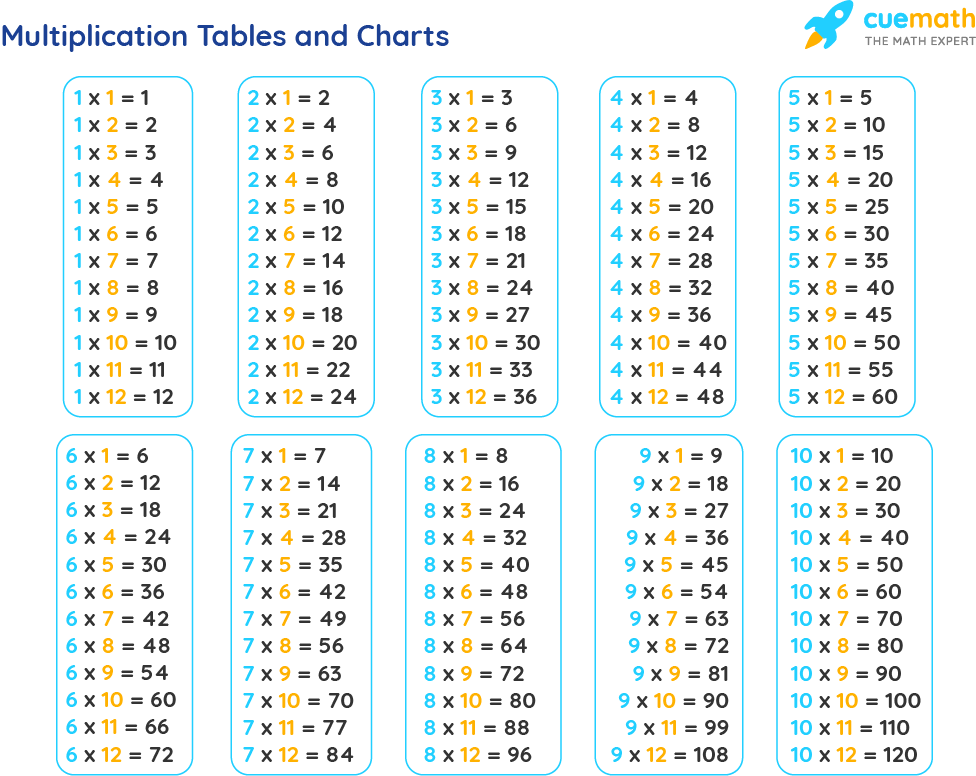 Multiplication Tables and Charts
cuemath
THE MATH EXPERT
1 x 1 = 1
1 x 2 = 2
1 x 3 = 3
1 x 4 = 4
1 x 5 = 5
1 x 6 = 6
1 x 7 = 7
1 x 8 = 8
1 x 9 = 9
1 x 10 = 10
1 x 11 = 11
1 x 12 = 12
2 x 1 = 2
2 x 2 = 4
2 x 3 = 6
2 x 4 = 8
2 x 5 = 10
2 x 6 = 12
2 x 7 = 14
2 x 8 = 16
2 x 9 = 18
2 x 10 = 20
2 x 11 = 22
2 x 12 = 24
3 x 1 = 3
3 x 2 = 6
3 x 3 = 9
3 x 4 = 12
3 x 5 = 15
3 x 6 = 18
3 x 7 = 21
3 x 8 = 24
3 x 9 = 27
3 x 10 = 30
3 x 11 = 33
3 x 12 = 36
4 x 1 = 4
4 x 2 = 8
4 x 3 = 12
4 x 4 = 16
4 x 5 = 20
4 x 6 = 24
4 x 7 = 28
4 x 8 = 32
4 x 9 = 36
4 x 10 = 40
4 x 11 = 44
4 x 12 = 48
5 x 1 = 5
5 x 2 = 10
5 x 3 = 15
5 x 4 = 20
5 x 5 = 25
5 x 6 = 30
5 x 7 = 35
5 x 8 = 40
5 x 9 = 45
5 x 10 = 50
5 x 11 = 55
5 x 12 = 60
6 x 1 = 6
6 x 2 = 12
6 x 3 = 18
6 x 4 = 24
6 x 5 = 30
6 x 6 = 36
6 x 7 = 42
6 x 8 = 48
6 x 9 = 54
6 x 10 = 60
6 x 11 = 66
6 x 12 = 72
7 x 1 = 7
7 x 2 = 14
7 x 3 = 21
7 x 4 = 28
7 x 5 = 35
7 x 6 = 42
7 x 7 = 49
7 x 8 = 56
7 x 9 = 63
7 x 10 = 70
7 x 11 = 77
7 x 12 = 84
8 x 1 = 8
8 x 2 = 16
8 x 3 = 24
8 x 4 = 32
8 x 5 = 40
8 x 6 = 48
8 x 7 = 56
8 x 8 = 64
8 x 9 = 72
8 x 10 = 80
8 x 11 = 88
8 x 12 = 96
9 x 1 = 9
9 x 2 = 18
9 x 3 = 27
9 x 4 = 36
9 x 5 = 45
9 x 6 = 54
9 x 7 = 63
9 x 8 = 72
9 x 9 = 81
9 x 10 = 90
9 x 11 = 99
9 x 12 = 108
10 x 1 = 10
10 x 2 = 20
10 x 3 = 30
10 x 4 = 40
10 x 5 = 50
10 x 6 = 60
10 x 7 = 70
10 x 8 = 80
10 x 9 = 90
10 x 10 = 100
10 x 11 = 110
10 x 12 = 120